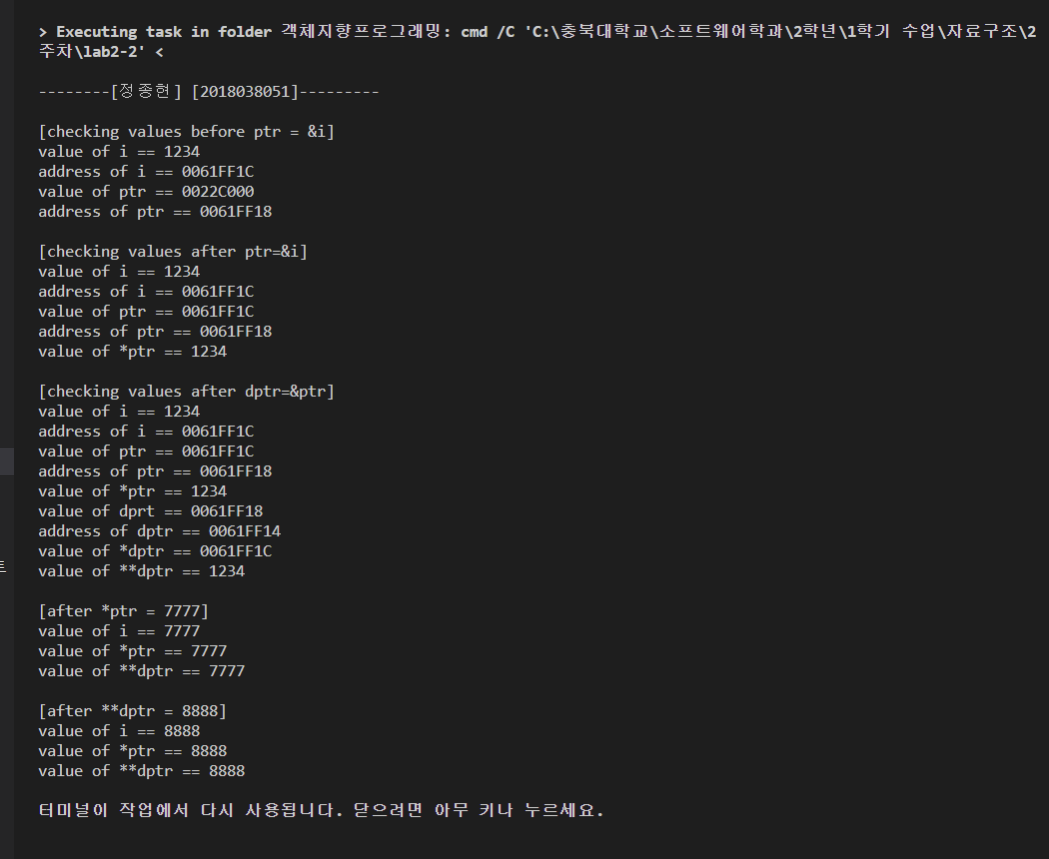 > Executing task in folder 객체지향프로그래밍: cmd /C 'C:\충북대학교\소프트웨어학과\2학년\1학기 수업\자료구조\2
주차\lab2-2' <
--------[정종현] [2018038051]---------
[checking values before ptr = &i]
value of i == 1234
address of i == 0061FF1C
value of ptr == 0022C000
address of ptr == 0061FF18
[checking values after ptr=&i]
value of i == 1234
address of i == 0061FF1C
value of ptr == 0061FF1C
address of ptr == 0061FF18
value of *ptr == 1234
[checking values after dptr=&ptr]
value of i == 1234
address of i == 0061FF1C
value of ptr == 0061FF1C
address of ptr == 0061FF18
value of *ptr == 1234
value of dprt == 0061FF18
address of dptr == 0061FF14
value of *dptr == 0061FF1C
value of **dptr == 1234
[after *ptr = 7777]
value of i == 7777
value of *ptr == 7777
value of **dptr == 7777
[after **dptr = 8888]
value of i == 8888
value of *ptr == 8888
value of **dptr == 8888
터미널이 작업에서 다시 사용됩니다. 닫으려면 아무 키나 누르세요.